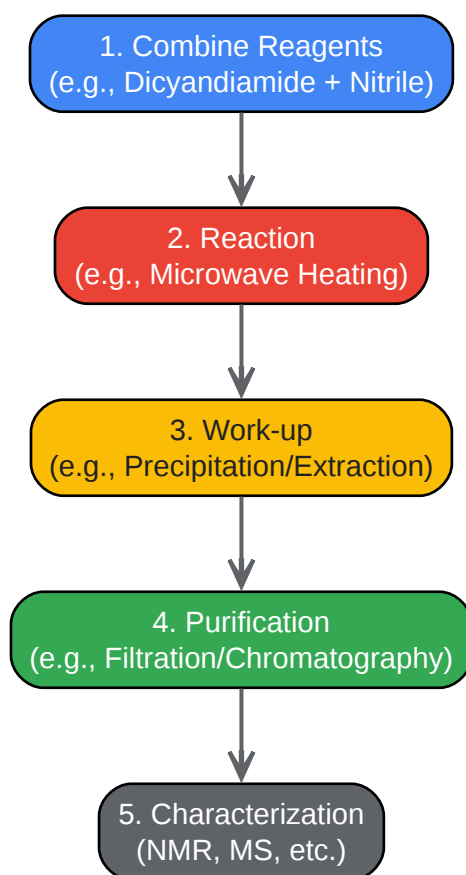 1. Combine Reagents
(e.g., Dicyandiamide + Nitrile)
2. Reaction
(e.g., Microwave Heating)
3. Work-up
(e.g., Precipitation/Extraction)
4. Purification
(e.g., Filtration/Chromatography)
5. Characterization
(NMR, MS, etc.)